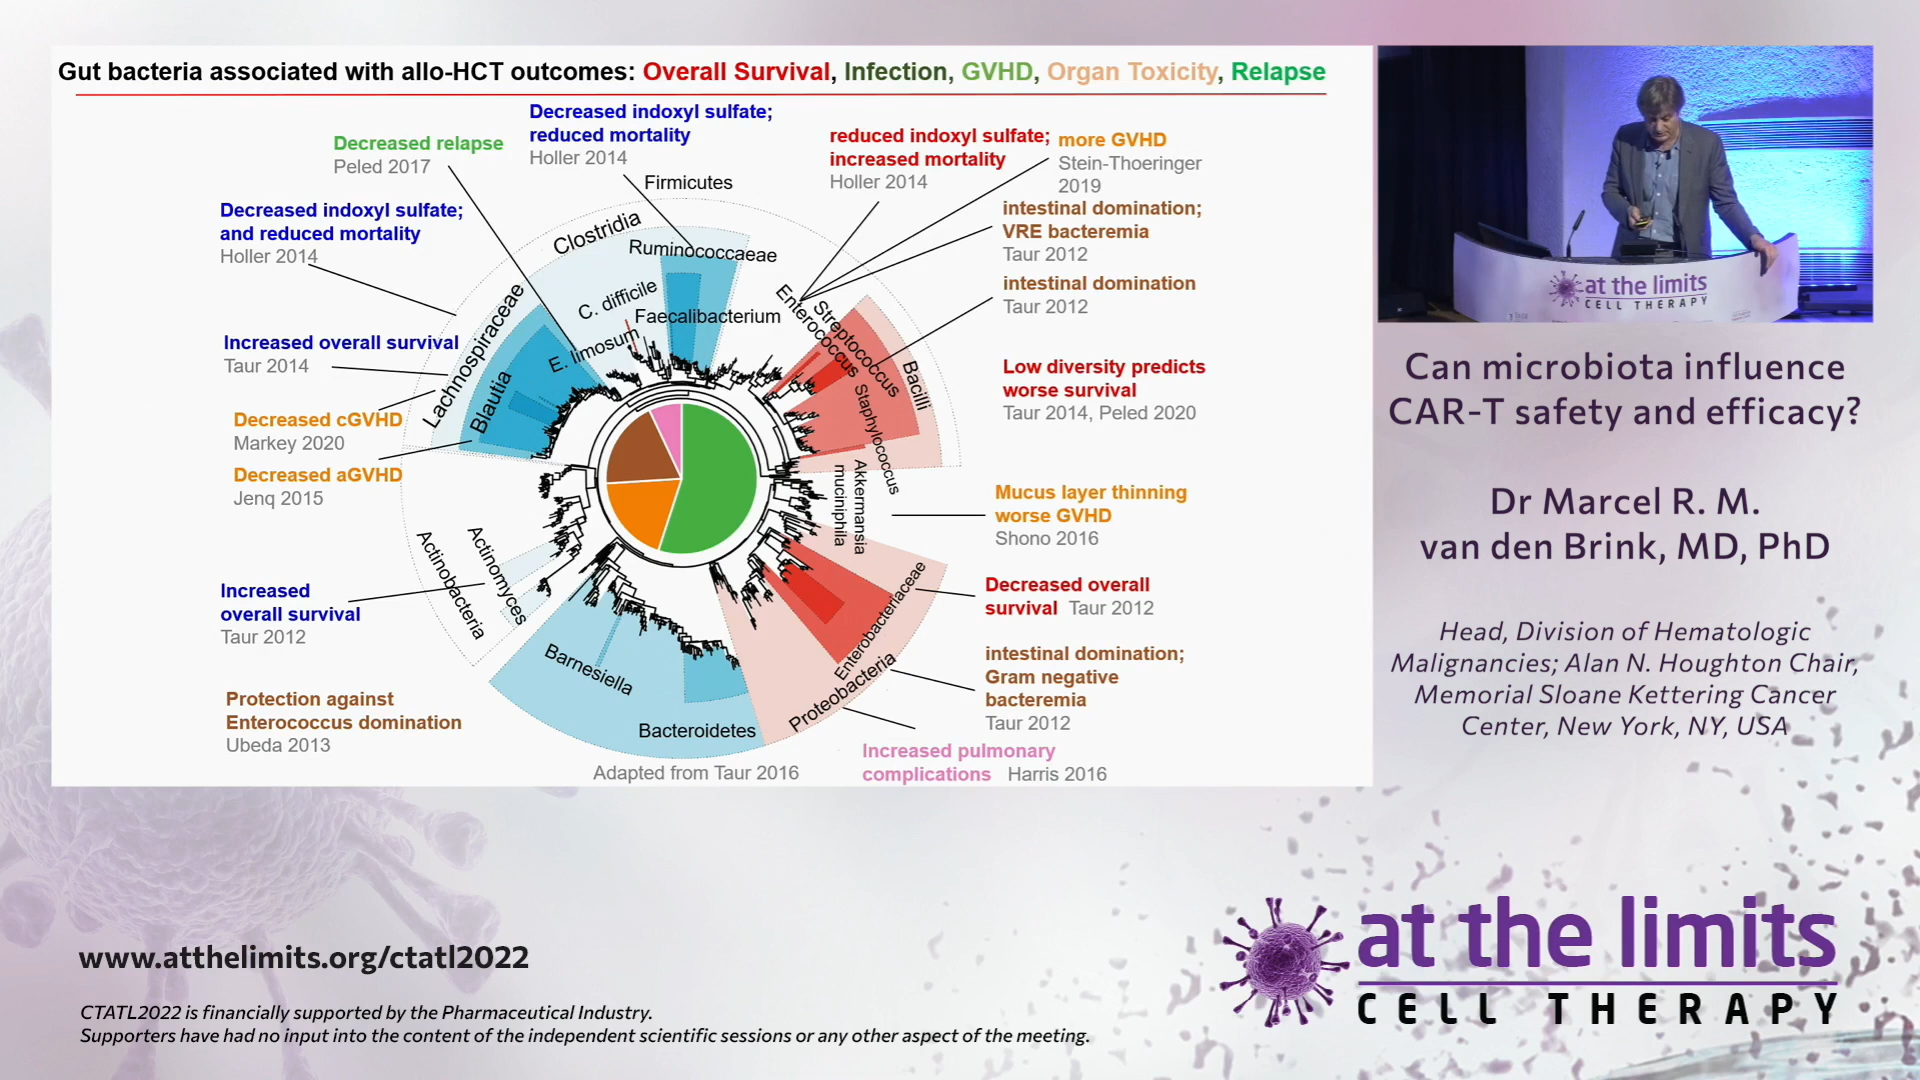 Gut bacteria associated with allo-HCT outcomes: Overall Survival, Infection, GVHD, Organ Toxicity, Relapse
Decreased indoxyl sulfate;
reduced mortality
Holler 2014
Decreased relapse
Peled 2017
reduced indoxyl sulfate;
increased mortality
Holler 2014
more GVHD
Stein-Thoeringer
2019
Firmicutes
Decreased indoxyl sulfate;
and reduced mortality
Holler 2014
intestinal domination;
VRE bacteremia
Taur 2012
Clostridia
Ruminococcaeae
intestinal domination
Taur 2012
C. difficile
Faecalibacterium
E. limosum
Enterococcus
Streptococcus
Staphylococcus
Bacilli
Lachnospiraceae
Blautia
Increased overall survival
Taur 2014
Low diversity predicts
worse survival
Taur 2014, Peled 2020
Decreased cGVHD
Markey 2020
Decreased aGVHD
Jenq 2015
Akkermansia
muciniphila
Mucus layer thinning
worse GVHD
Shono 2016
Actinomyces
Actinobacteria
Increased
overall survival
Taur 2012
Decreased overall
survival Taur 2012
Enterobacteriaceae
Proteobacteria
intestinal domination;
Gram negative
bacteremia
Taur 2012
Barnesiella
Bacteroidetes
Protection against
Enterococcus domination
Ubeda 2013
Increased pulmonary
complications Harris 2016
Adapted from Taur 2016
at the limits
CELL THERAPY
Can microbiota influence
CAR-T safety and efficacy?
Dr Marcel R. M.
van den Brink, MD, PhD
Head, Division of Hematologic
Malignancies; Alan N. Houghton Chair,
Memorial Sloane Kettering Cancer
Center, New York, NY, USA
www.atthelimits.org/ctatl2022
CTATL2022 is financially supported by the Pharmaceutical Industry.
Supporters have had no input into the content of the independent scientific sessions or any other aspect of the meeting.
at the limits
CELL THERAPY